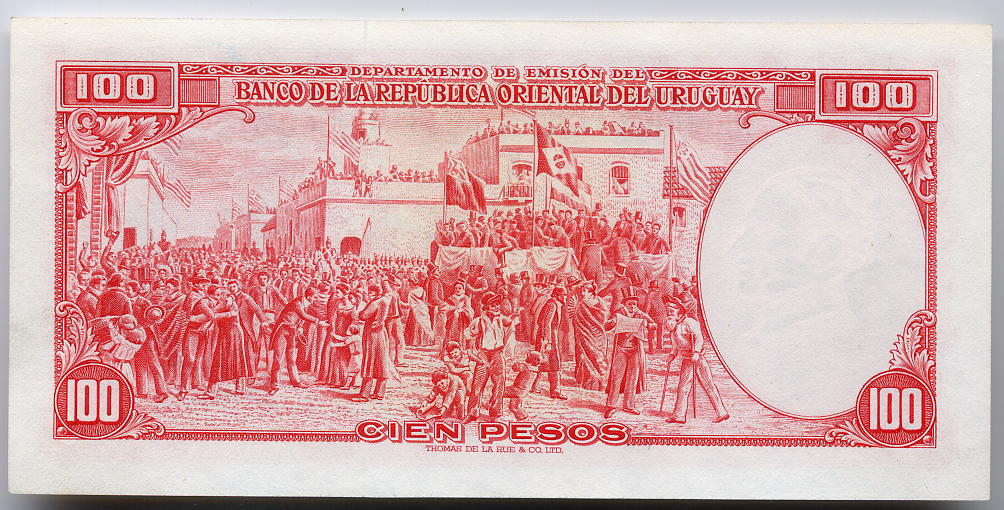 100
DEPARTAMENTO DE EMISIÓN DEL
100
BANCO DE LA REPÚBLICA ORIENTAL DEL URUGUAY
100
CIEN PESOS
100
THOMAS DE LA RUE & CO. LTD.